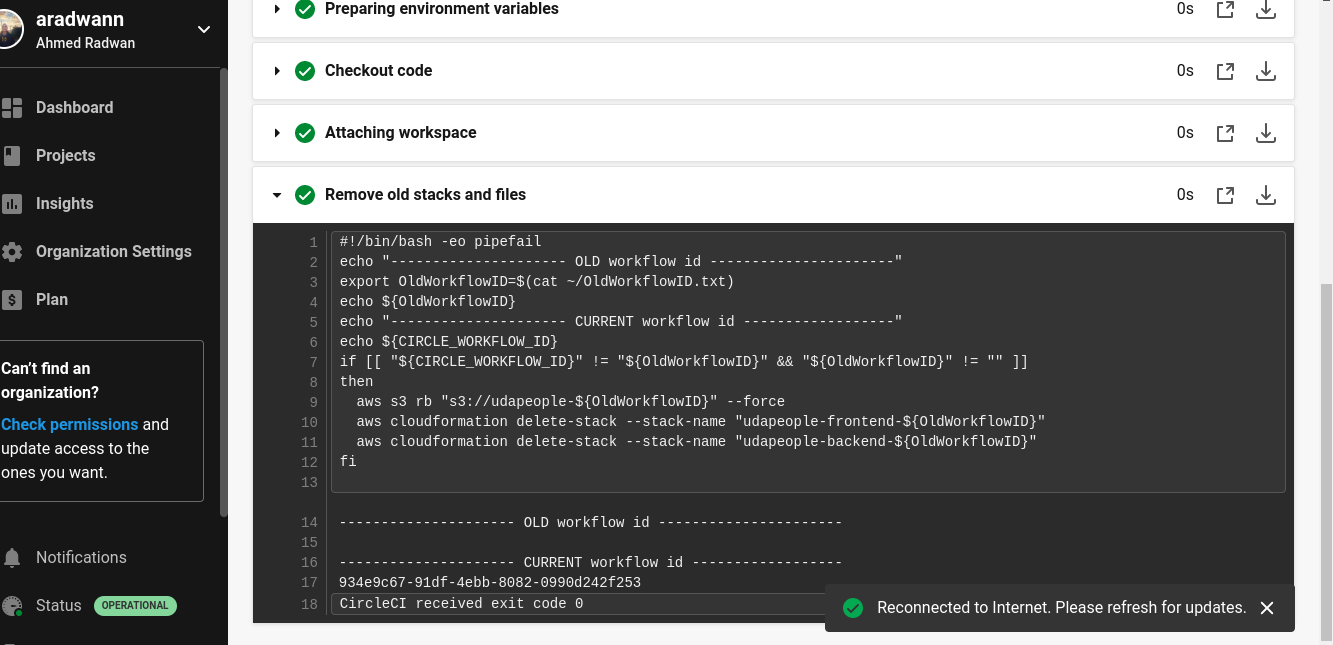 aradwann
Ahmed Radwan
Dashboard
Projects
Insights
Organization Settings
$ Plan
Can't find an
organization?
Check permissions and
update access to the
ones you want.
Notifications
Status OPERATIONAL
Preparing environment variables 0s
Checkout code 0s
Attaching workspace 0s
Remove old stacks and files 0s
1 #!/bin/bash -eo pipefail
2 echo "--------------------- OLD workflow id ----------------------"
3 export OldWorkflowID=$(cat ~/OldWorkflowID.txt)
4 echo ${OldWorkflowID}
5 echo "--------------------- CURRENT workflow id ------------------"
6 echo ${CIRCLE_WORKFLOW_ID}
7 if [[ "${CIRCLE_WORKFLOW_ID}" != "${OldWorkflowID}" && "${OldWorkflowID}" != "" ]]
8 then
9   aws s3 rb "s3://udapeople-${OldWorkflowID}" --force
10   aws cloudformation delete-stack --stack-name "udapeople-frontend-${OldWorkflowID}"
11   aws cloudformation delete-stack --stack-name "udapeople-backend-${OldWorkflowID}"
12 fi
13
14 --------------------- OLD workflow id ----------------------
15
16 --------------------- CURRENT workflow id ------------------
17 934e9c67-91df-4ebb-8082-0990d242f253
18 CircleCI received exit code 0
Reconnected to Internet. Please refresh for updates.